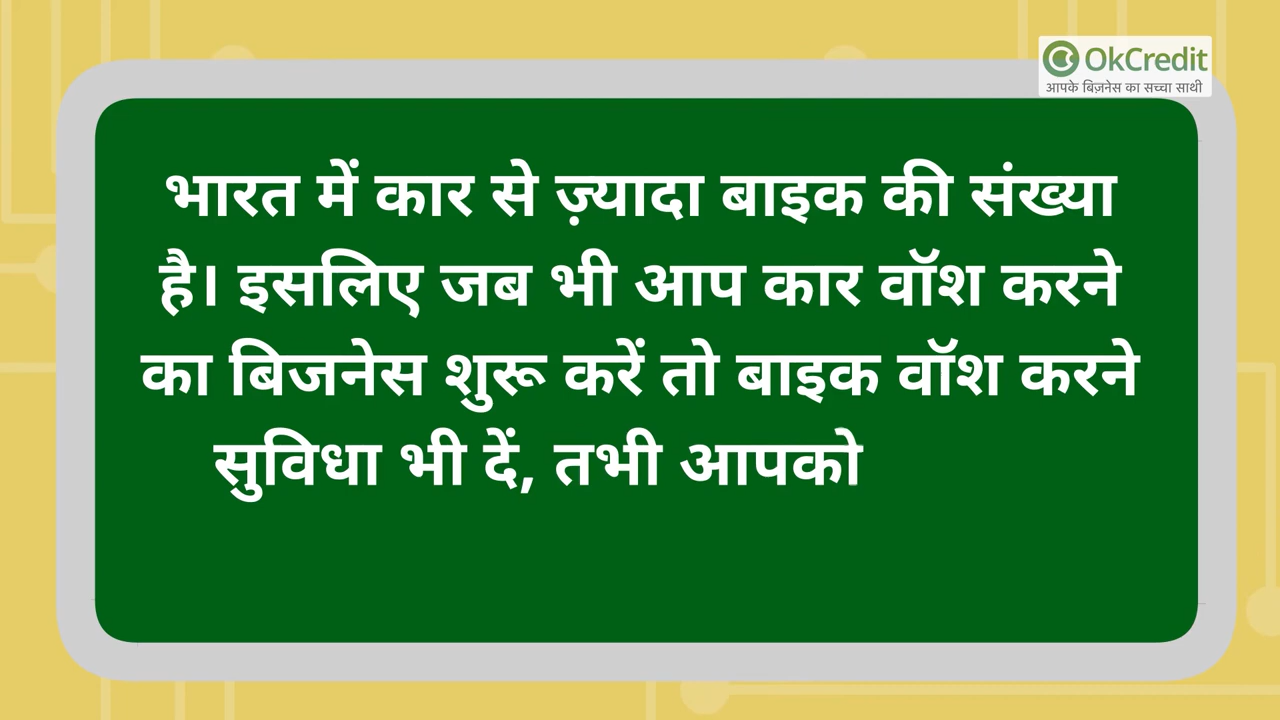 OkCredit
आपके बिज़नेस का सच्चा साथी
भारत में कार से ज़्यादा बाइक की संख्या
है। इसलिए जब भी आप कार वॉश करने
का बिजनेस शुरू करें तो बाइक वॉश करने
सुविधा भी दें, तभी आपको